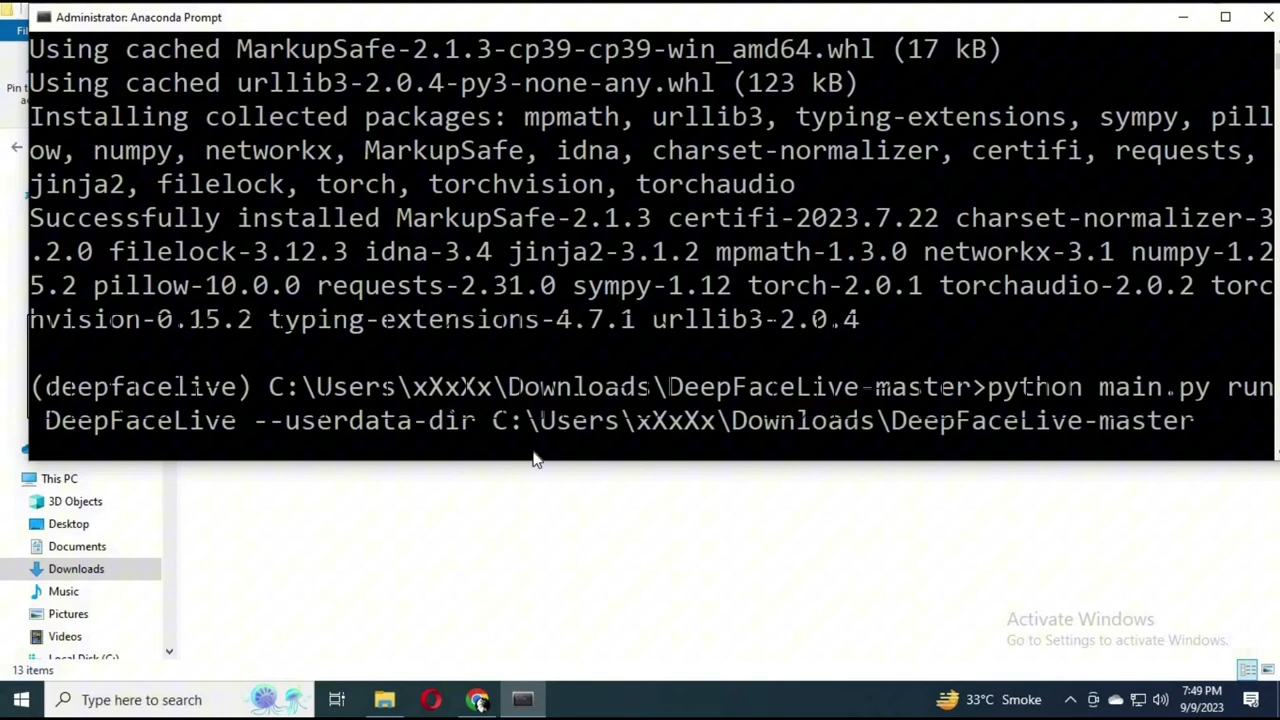 Administrator: Anaconda Prompt
Using cached MarkupSafe-2.1.3-cp39-cp39-win_amd64.whl (17 kB)
Using cached urllib3-2.0.4-py3-none-any.whl (123 kB)
Installing collected packages: mpmath, urllib3, typing-extensions, sympy, pill
ow, numpy, networkx, MarkupSafe, idna, charset-normalizer, certifi, requests,
jinja2, filelock, torch, torchvision, torchaudio
Successfully installed MarkupSafe-2.1.3 certifi-2023.7.22 charset-normalizer-3
.2.0 filelock-3.12.3 idna-3.4 jinja2-3.1.2 mpmath-1.3.0 networkx-3.1 numpy-1.2
5.2 pillow-10.0.0 requests-2.31.0 sympy-1.12 torch-2.0.1 torchaudio-2.0.2 torc
hvision-0.15.2 typing-extensions-4.7.1 urllib3-2.0.4
(deepfacelive) C:\Users\xXxXx\Downloads\DeepFaceLive-master>python main.py run
DeepFaceLive --userdata-dir C:\Users\xXxXx\Downloads\DeepFaceLive-master
This PC
3D Objects
Desktop
Documents
Downloads
Music
Pictures
Videos
13 items
Activate Windows
Go to Settings to activate Windows.
Type here to search
33°C Smoke
7:49 PM
9/9/2023